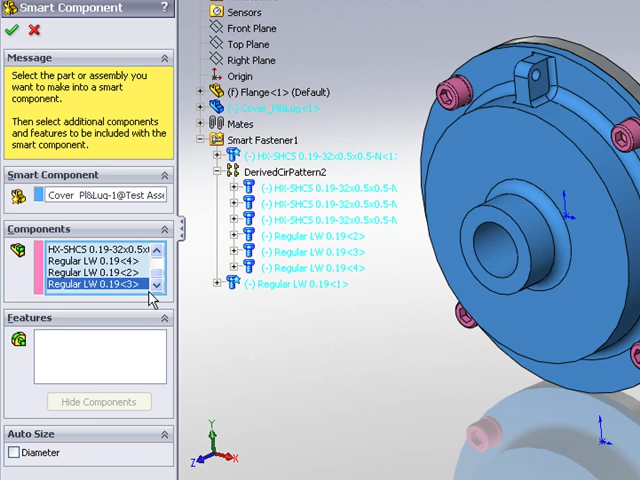 Smart Component
?
Message
Select the part or assembly you
want to make into a smart
component.
Then select additional components
and features to be included with the
smart component.
Smart Component
Cover_Pl&Lug-1@Test Asse
Components
HX-SHCS 0.19-32x0.5x
Regular LW 0.19<4>
Regular LW 0.19<2>
Regular LW 0.19<3>
Features
Hide Components
Auto Size
Diameter
Sensors
Front Plane
Top Plane
Right Plane
Origin
(f) Flange<1> (Default)
(-) Cover_Pl&Lug<1>
Mates
Smart Fastener1
(-) HX-SHCS 0.19-32x0.5x0.5-N<1
DerivedCirPattern2
(-) HX-SHCS 0.19-32x0.5x0.5-N
(-) HX-SHCS 0.19-32x0.5x0.5-N
(-) HX-SHCS 0.19-32x0.5x0.5-N
(-) Regular LW 0.19<2>
(-) Regular LW 0.19<3>
(-) Regular LW 0.19<4>
(-) Regular LW 0.19<1>
Y
Z
X